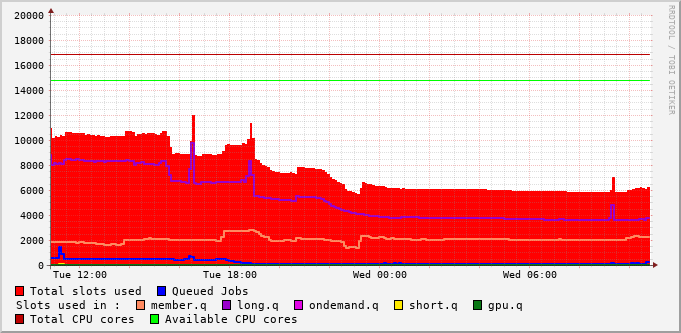 20000
18000
16000
14000
12000
10000
8000
6000
4000
2000
0
Tue 12:00 Tue 18:00 Wed 00:00 Wed 06:00
RRDTOOL / TOBI OETIKER
Total slots used Queued Jobs
Slots used in : member.q long.q ondemand.q short.q gpu.q
Total CPU cores Available CPU cores